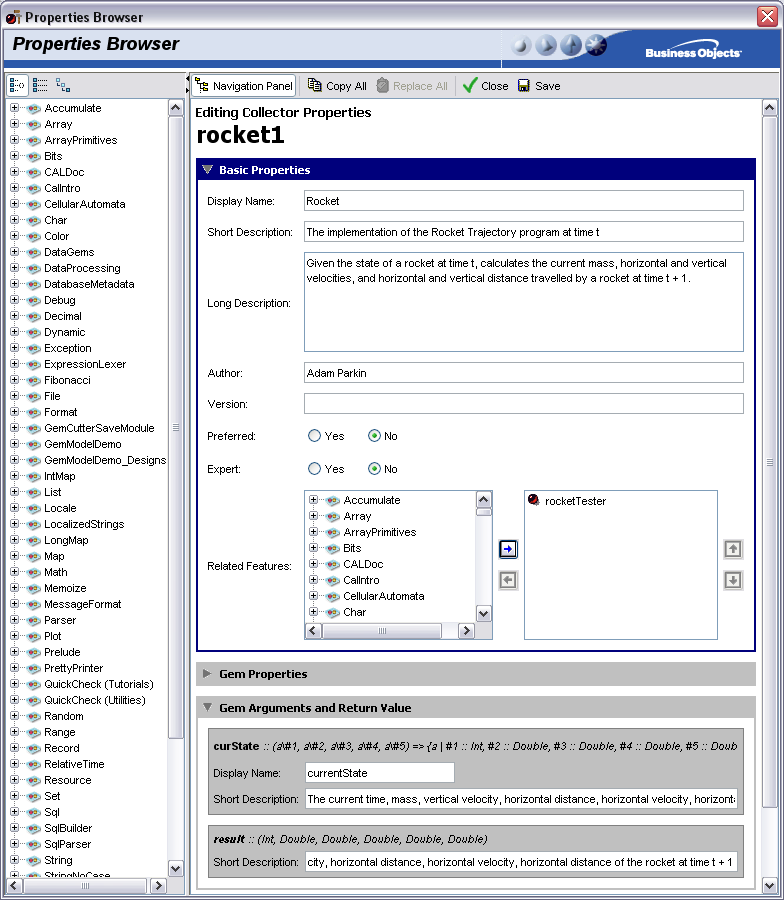 Properties Browser
Properties Browser
Business Objects
Navigation Panel
Copy All
Replace All
Close
Save
Accumulate
Array
ArrayPrimitives
Bits
CALDoc
CalIntro
CellularAutomata
Char
Color
DataGems
DataProcessing
DatabaseMetadata
Debug
Decimal
Dynamic
Exception
ExpressionLexer
Fibonacci
File
Format
GemCutterSaveModule
GemModelDemo
GemModelDemo_Designs
IntMap
List
Locale
LocalizedStrings
LongMap
Map
Math
Memoize
MessageFormat
Parser
Plot
Prelude
PrettyPrinter
QuickCheck (Tutorials)
QuickCheck (Utilities)
Random
Range
Record
RelativeTime
Resource
Set
Sql
SqlBuilder
SqlParser
String
StringNoCase
Editing Collector Properties
rocket1
Basic Properties
Display Name:
Rocket
Short Description:
The implementation of the Rocket Trajectory program at time t
Long Description:
Given the state of a rocket at time t, calculates the current mass, horizontal and vertical
velocities, and horizontal and vertical distance travelled by a rocket at time t + 1.
Author:
Adam Parkin
Version:
Preferred:
Yes
No
Expert:
Yes
No
Related Features:
Accumulate
Array
ArrayPrimitives
Bits
CALDoc
CalIntro
CellularAutomata
Char
rocketTester
Gem Properties
Gem Arguments and Return Value
curState :: (a\#1, a\#2, a\#3, a\#4, a\#5) => {a | #1 :: Int, #2 :: Double, #3 :: Double, #4 :: Double, #5 :: Doub
Display Name:
currentState
Short Description:
The current time, mass, vertical velocity, horizontal distance, horizontal velocity, horizont
result :: (Int, Double, Double, Double, Double, Double)
Short Description:
city, horizontal distance, horizontal velocity, horizontal distance of the rocket at time t + 1